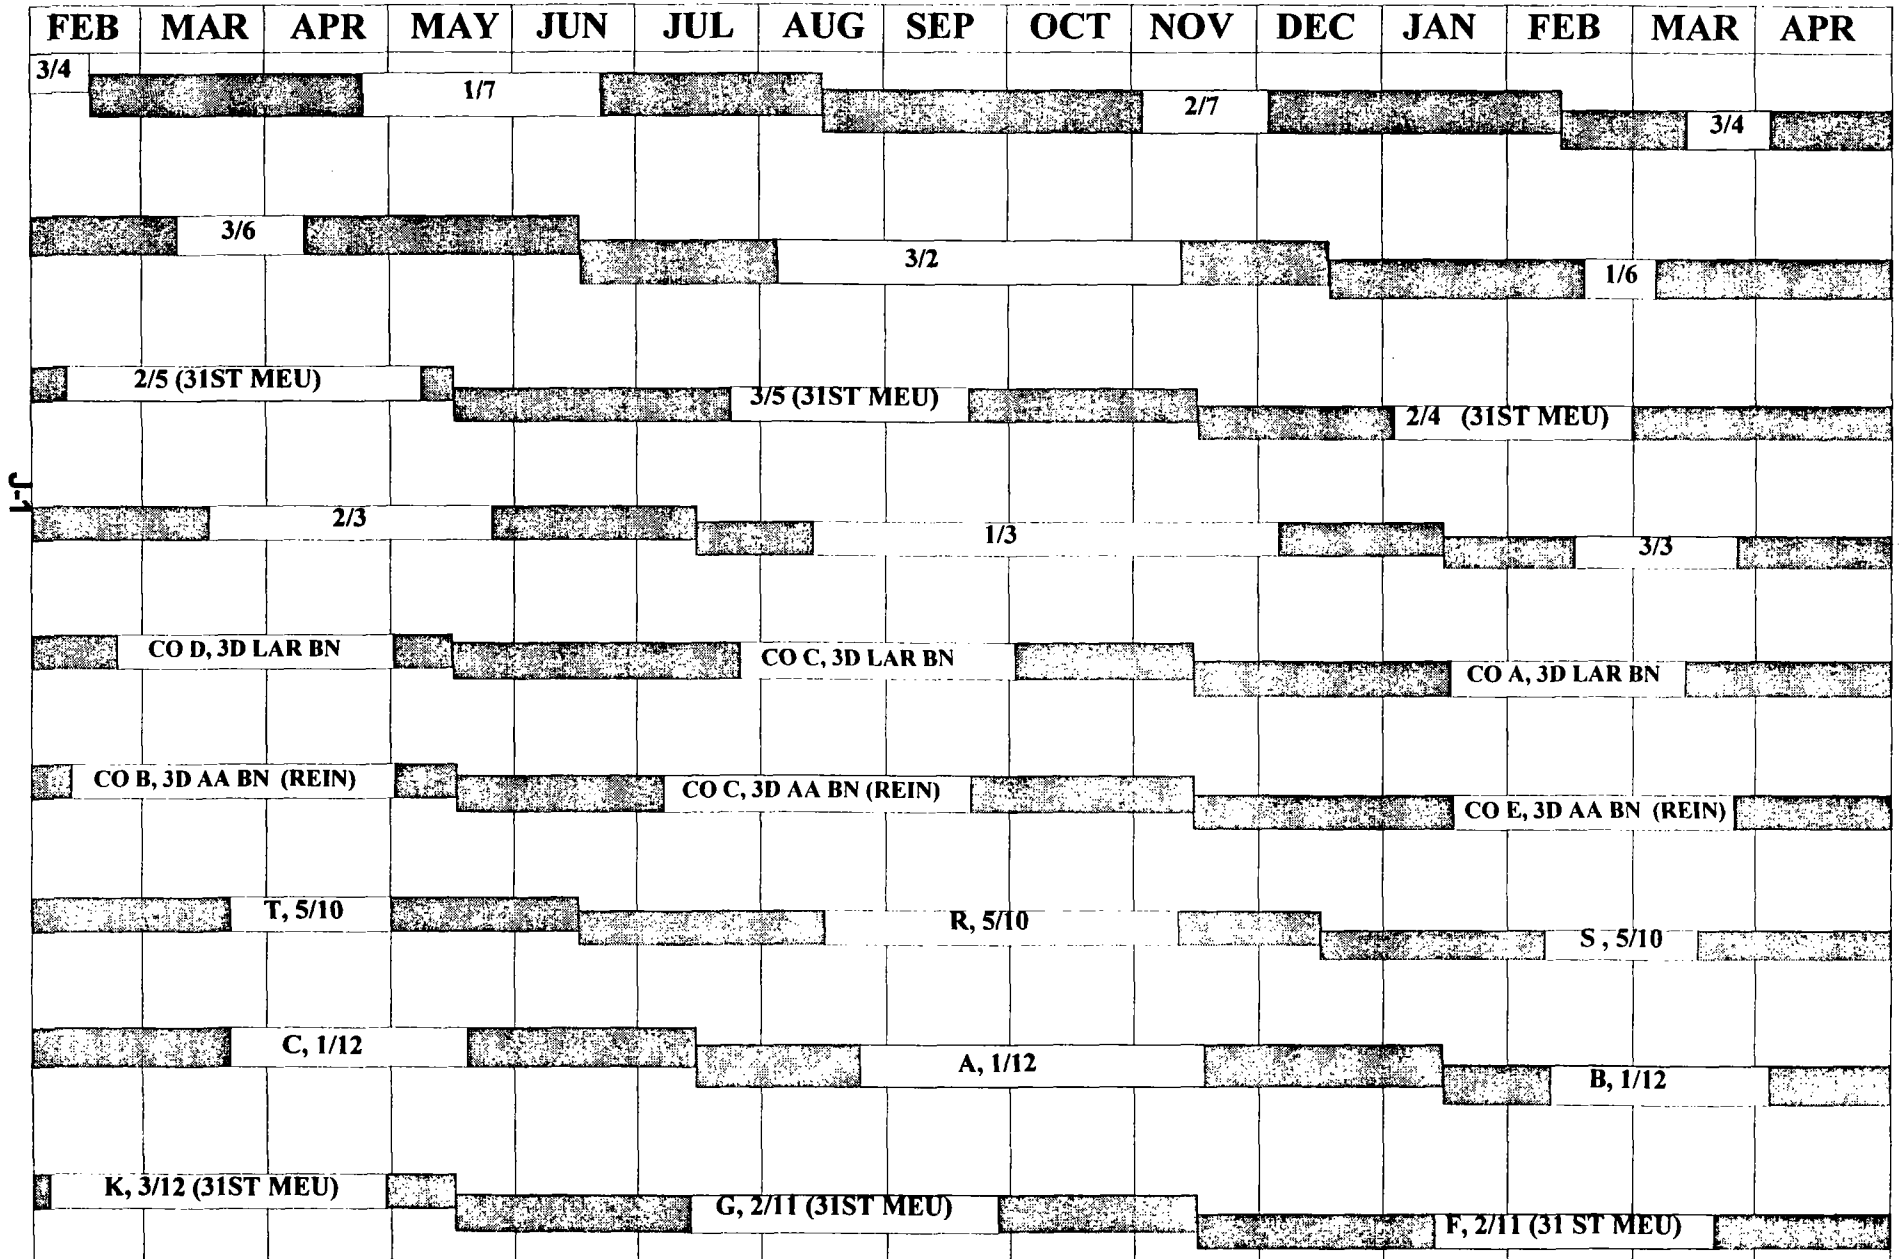 FEB MAR APR MAY JUN JUL AUG SEP OCT NOV DEC JAN FEB MAR APR
3/4 1/7 2/7 3/4
3/6 3/2 1/6
2/5 (31ST MEU) 3/5 (31ST MEU) 2/4 (31ST MEU)
J-1
2/3 1/3 3/3
CO D, 3D LAR BN CO C, 3D LAR BN CO A, 3D LAR BN
CO B, 3D AA BN (REIN) CO C, 3D AA BN (REIN) CO E, 3D AA BN (REIN)
T, 5/10 R, 5/10 S , 5/10
C, 1/12 A, 1/12 B, 1/12
K, 3/12 (31ST MEU) G, 2/11 (31ST MEU) F, 2/11 (31 ST MEU)